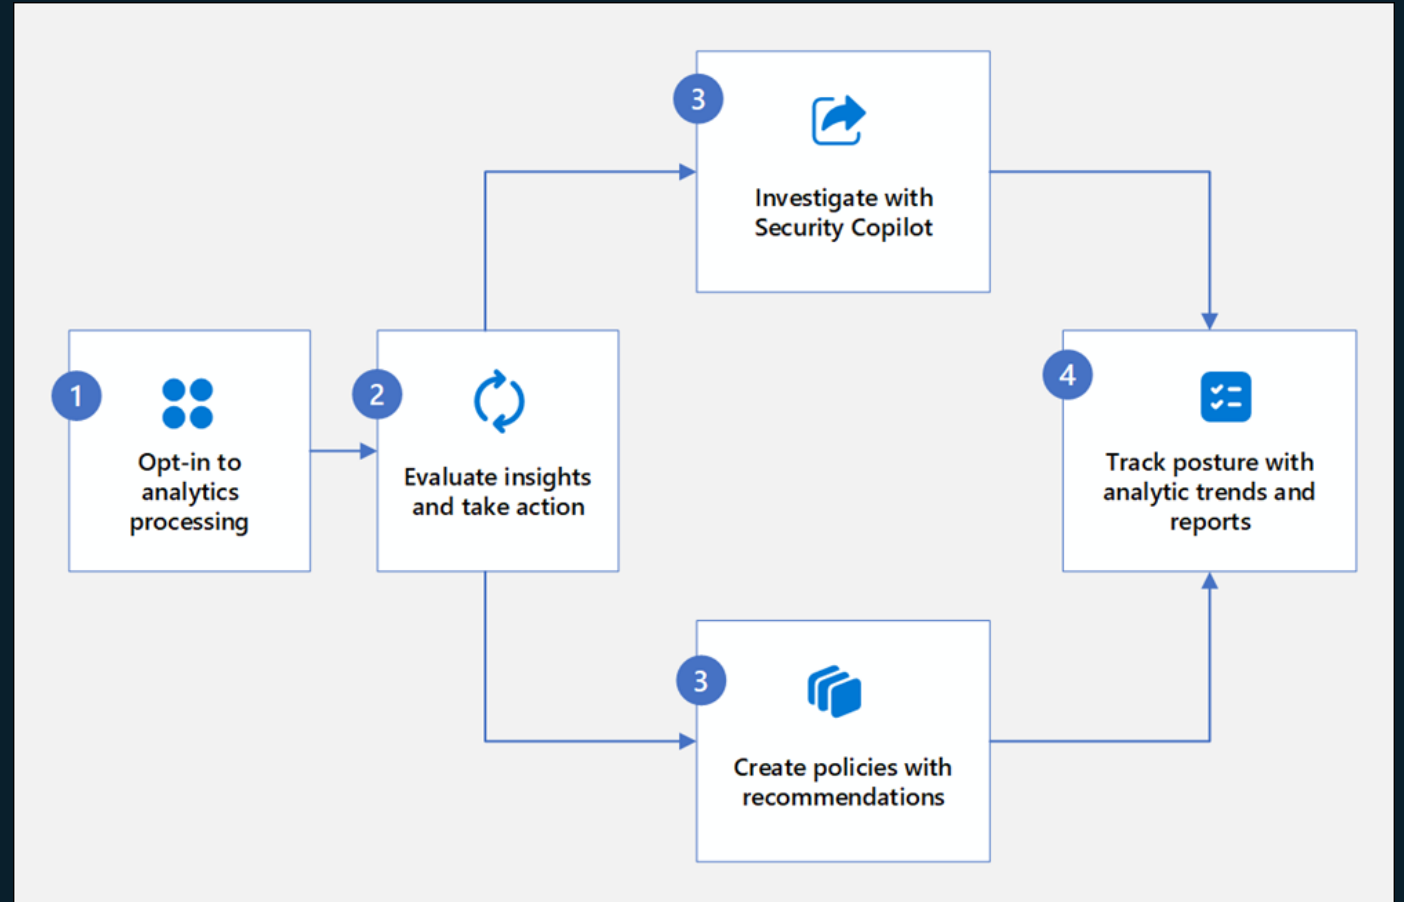 1
Opt-in to
analytics
processing
2
Evaluate insights
and take action
3
Investigate with
Security Copilot
3
Create policies with
recommendations
4
Track posture with
analytic trends and
reports